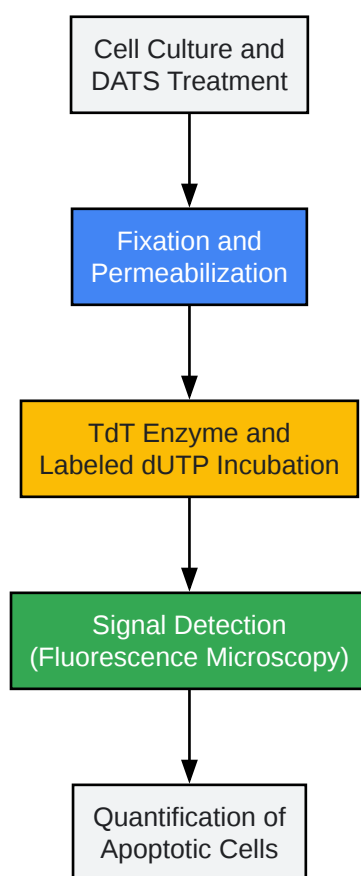 Cell Culture and
DATS Treatment
Fixation and
Permeabilization
TdT Enzyme and
Labeled dUTP Incubation
Signal Detection
(Fluorescence Microscopy)
Quantification of
Apoptotic Cells